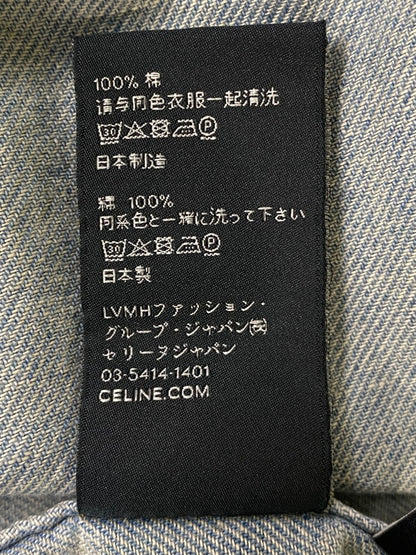 100% 棉
请与同色衣服一起清洗
30 P
日本制造
綿 100%
同系色と一緒に洗って下さい
30 P
日本製
LVMHファッション・
グループ・ジャパン㈱
セリーヌジャパン
03-5414-1401
CELINE.COM